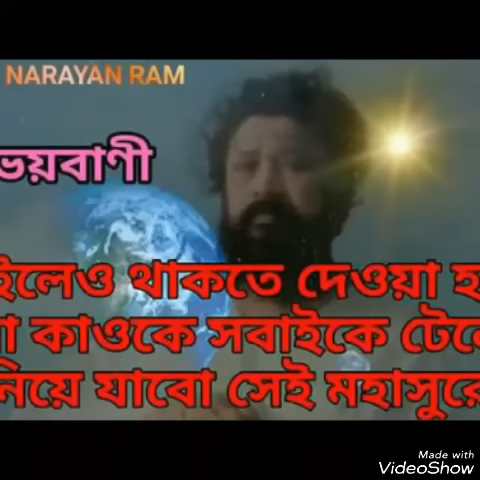 NARAYAN RAM
ভয়বাণী
ইলেও থাকতে দেওয়া হ
া কাওকে সবাইকে টেনে
নিয়ে যাবো সেই মহাসুরে
Made with
VideoShow